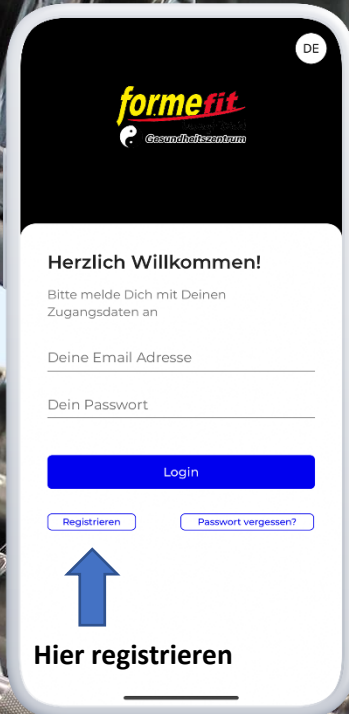 DE
formefit
Gesundheitszentrum
Herzlich Willkommen!
Bitte melde Dich mit Deinen
Zugangsdaten an
Deine Email Adresse
Dein Passwort
Login
Registrieren Passwort vergessen?
Hier registrieren